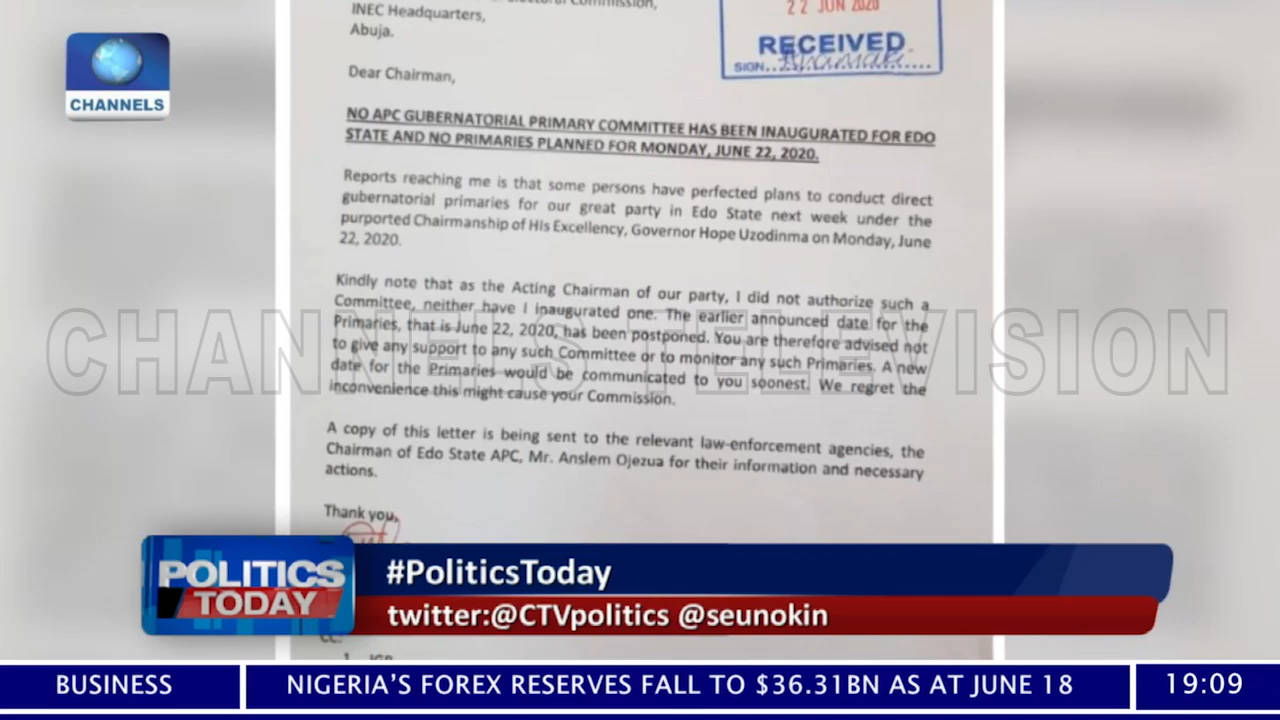 INEC Headquarters,
Abuja.
22 JUN 2020
RECEIVED
SIGN
CHANNELS
Dear Chairman,
NO APC GUBERNATORIAL PRIMARY COMMITTEE HAS BEEN INAUGURATED FOR EDO
STATE AND NO PRIMARIES PLANNED FOR MONDAY, JUNE 22, 2020.
Reports reaching me is that some persons have perfected plans to conduct direct
gubernatorial primaries for our great party in Edo State next week under the
purported Chairmanship of His Excellency, Governor Hope Uzodinma on Monday, June
22, 2020.
Kindly note that as the Acting Chairman of our party, I did not authorize such a
Committee, neither have I inaugurated one. The earlier announced date for the
Primaries, that is June 22, 2020, has been postponed. You are therefore advised not
to give any support to any such Committee or to monitor any such Primaries. A new
date for the Primaries would be communicated to you soonest. We regret the
inconvenience this might cause your Commission.
CHANNELS TELEVISION
A copy of this letter is being sent to the relevant law-enforcement agencies, the
Chairman of Edo State APC, Mr. Anslem Ojezua for their information and necessary
actions.
Thank you,
POLITICS
TODAY
#PoliticsToday
twitter:@CTVpolitics @seunokin
BUSINESS
NIGERIA'S FOREX RESERVES FALL TO $36.31BN AS AT JUNE 18
19:09